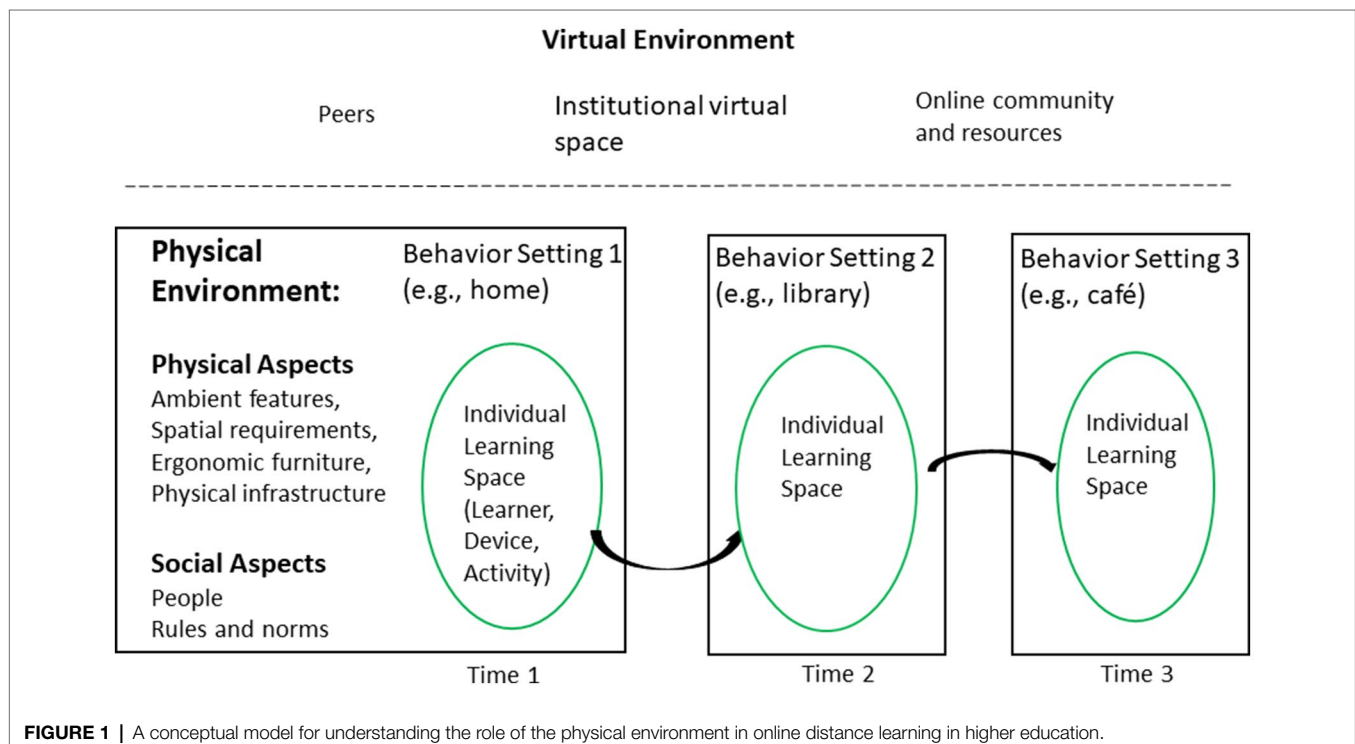 Virtual Environment
Peers
Institutional virtual
space
Online community
and resources
Physical
Environment:
Physical Aspects
Ambient features,
Spatial requirements,
Ergonomic furniture,
Physical infrastructure
Social Aspects
People
Rules and norms
Behavior Setting 1
(e.g., home)
Individual
Learning
Space
(Learner,
Device,
Activity)
Time 1
Behavior Setting 2
(e.g., library)
Individual
Learning
Space
Time 2
Behavior Setting 3
(e.g., café)
Individual
Learning
Space
Time 3
FIGURE 1 | A conceptual model for understanding the role of the physical environment in online distance learning in higher education.